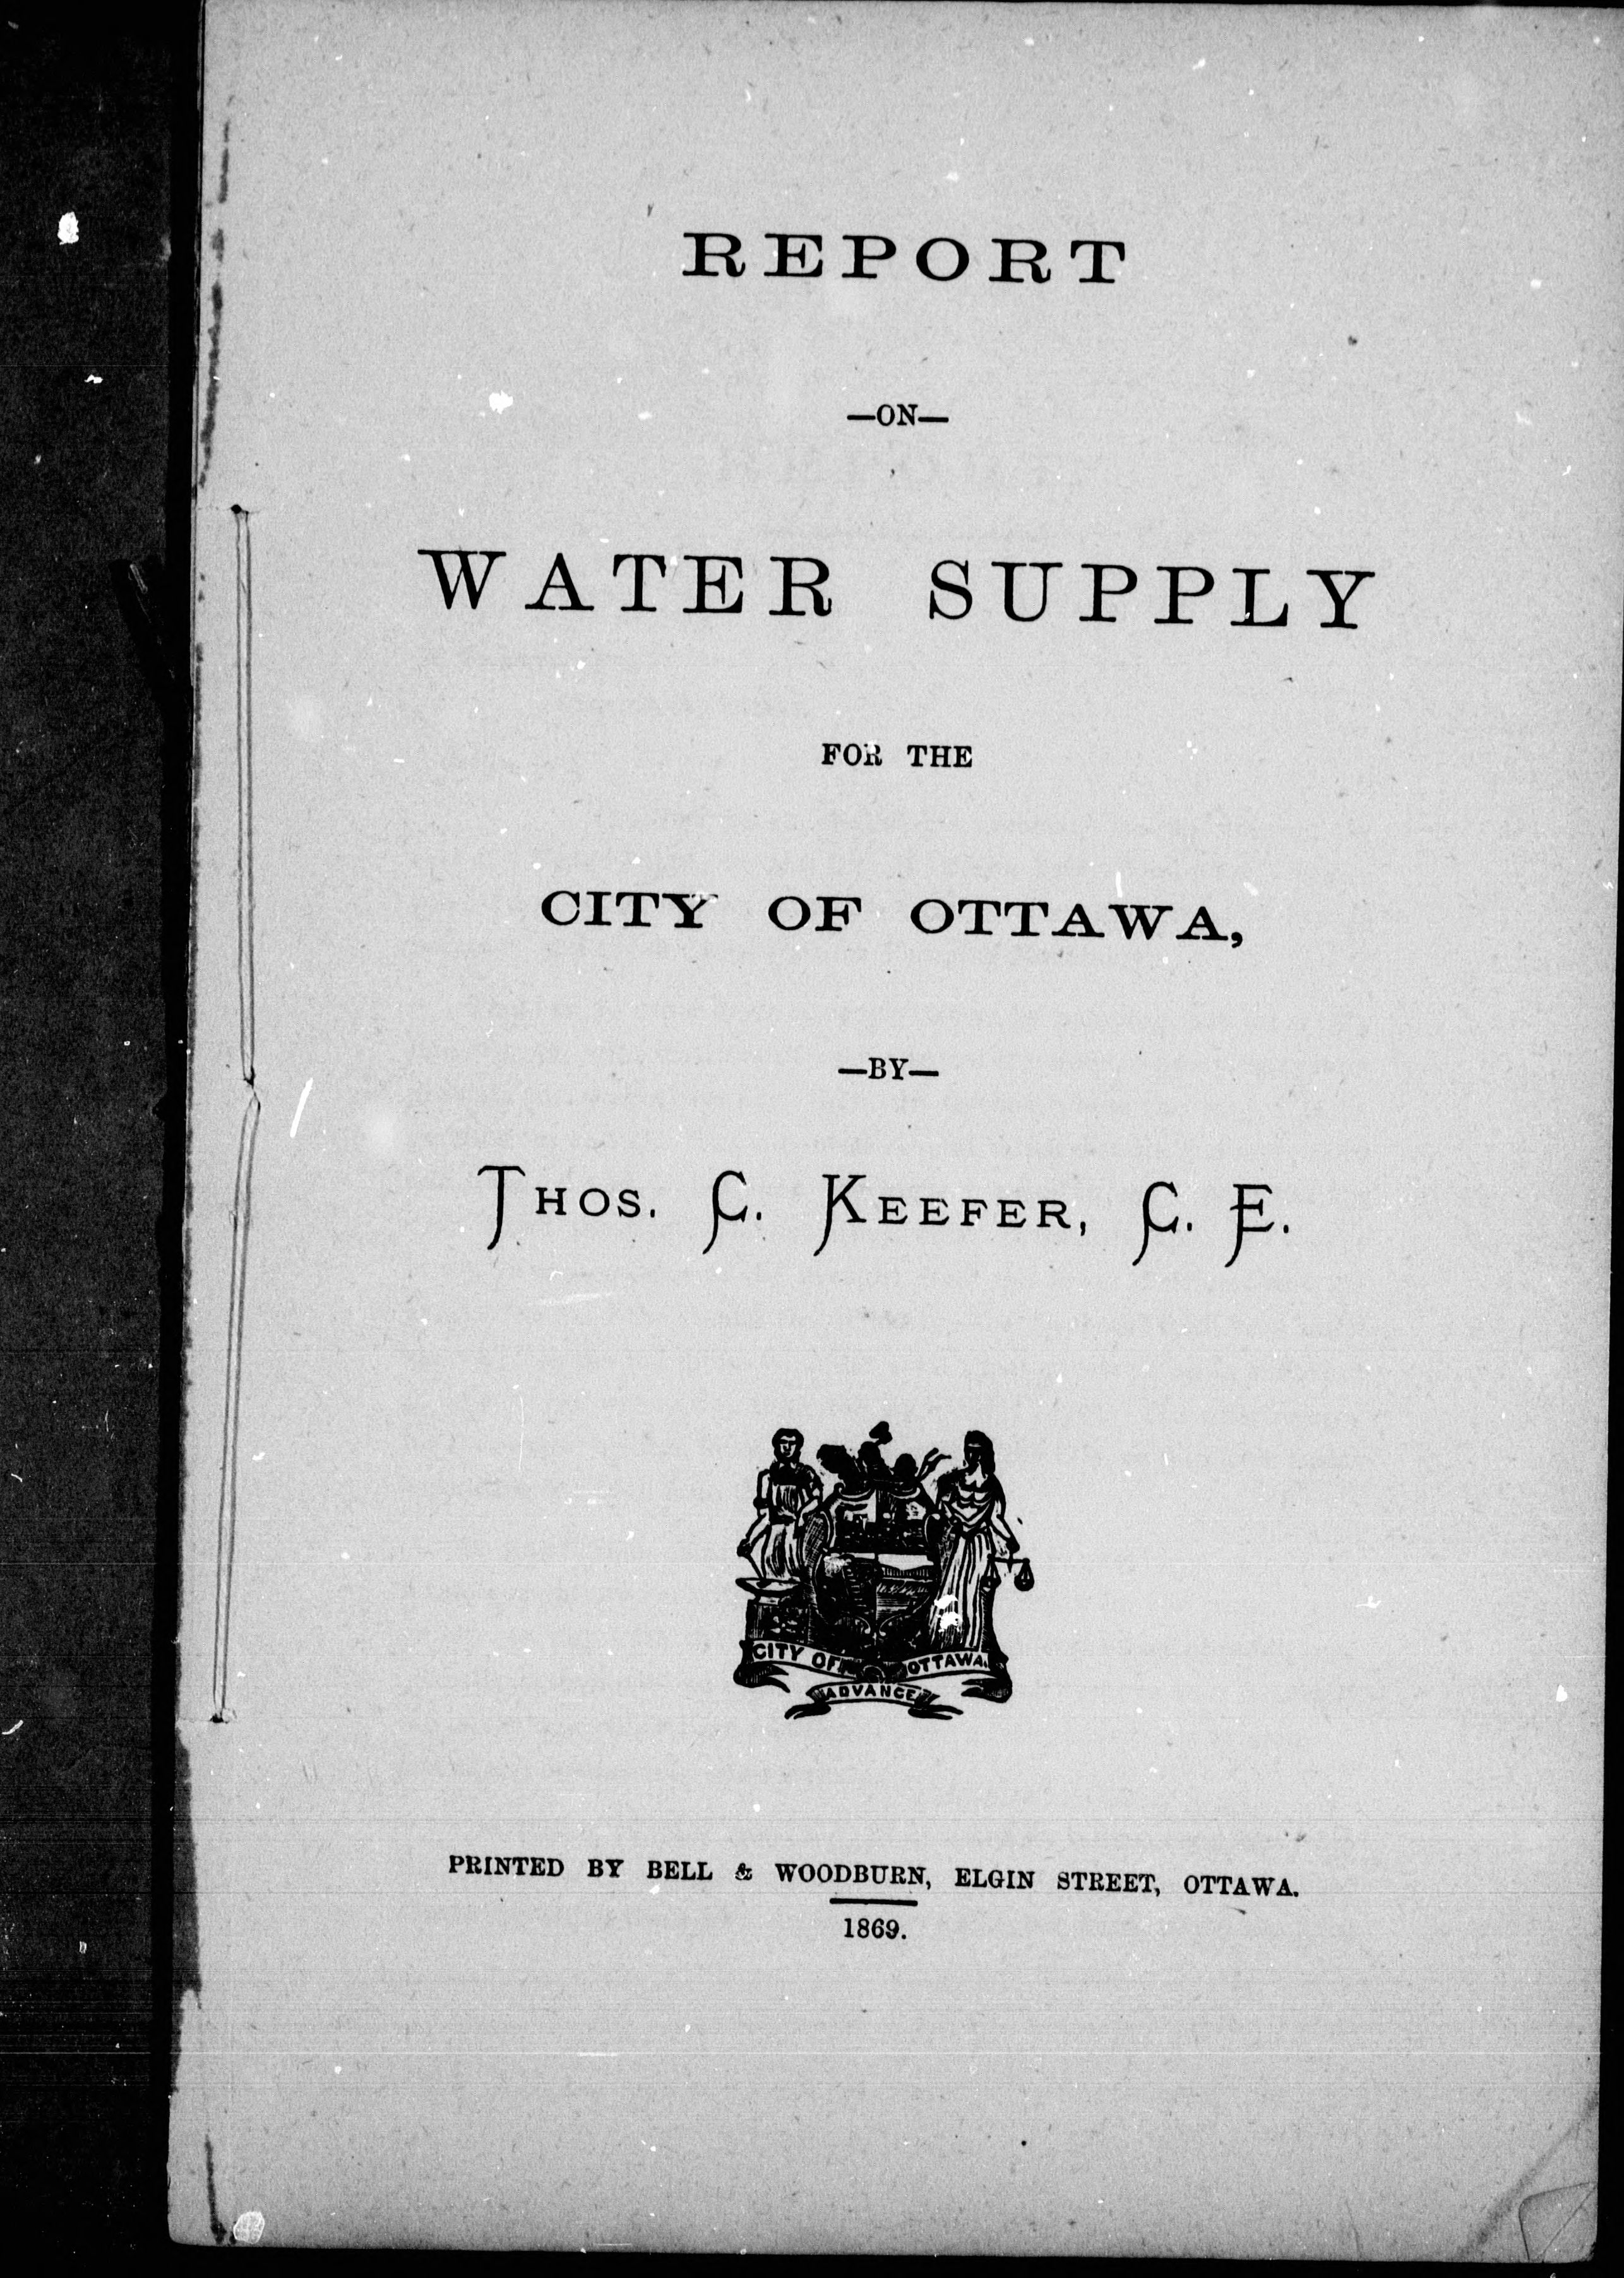 REPORT
—ON—
WATER SUPPLY
FOR THE
CITY OF OTTAWA,
—BY—
THOS. C. KEEFER, C. E.
CITY OF OTTAWA.
ADVANCE
PRINTED BY BELL & WOODBURN, ELGIN STREET, OTTAWA.
1869.